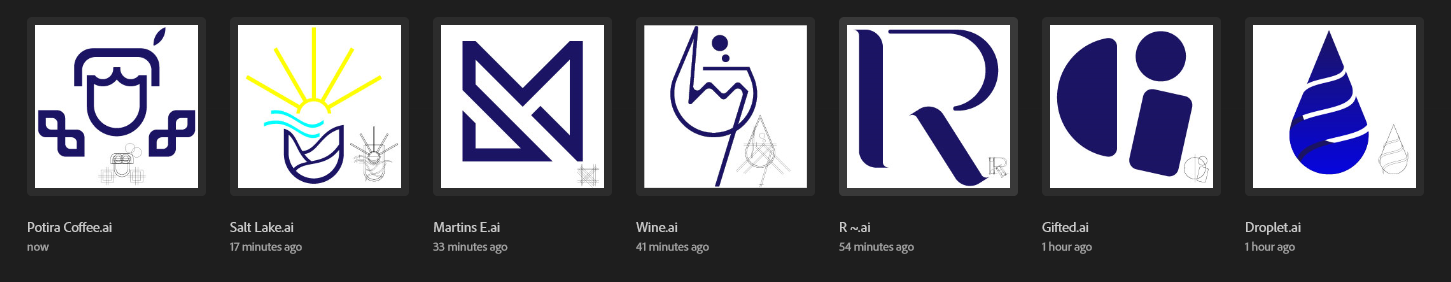 Potira Coffee.ai
now
Salt Lake.ai
17 minutes ago
Martins E.ai
33 minutes ago
Wine.ai
41 minutes ago
R ~.ai
54 minutes ago
Gifted.ai
1 hour ago
Droplet.ai
1 hour ago